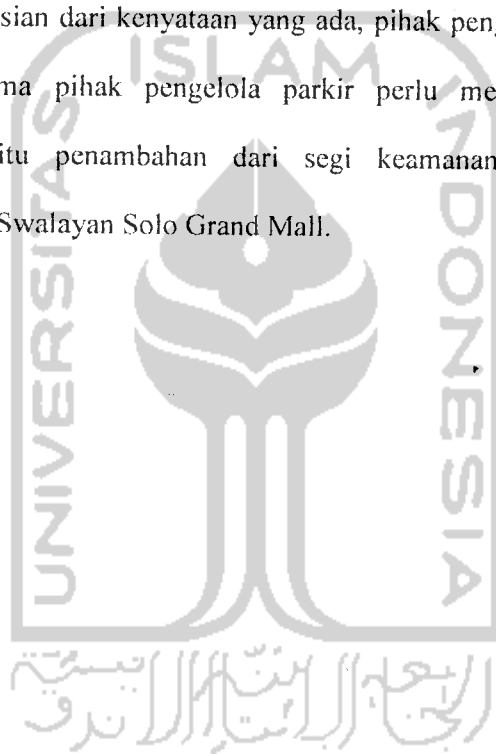 sian dari kenyataan yang ada, pihak peng
ma pihak pengelola parkir perlu me
itu penambahan dari segi keamanan
Swalayan Solo Grand Mall.
ISLAM
UNIVERSITAS
INDONESIA